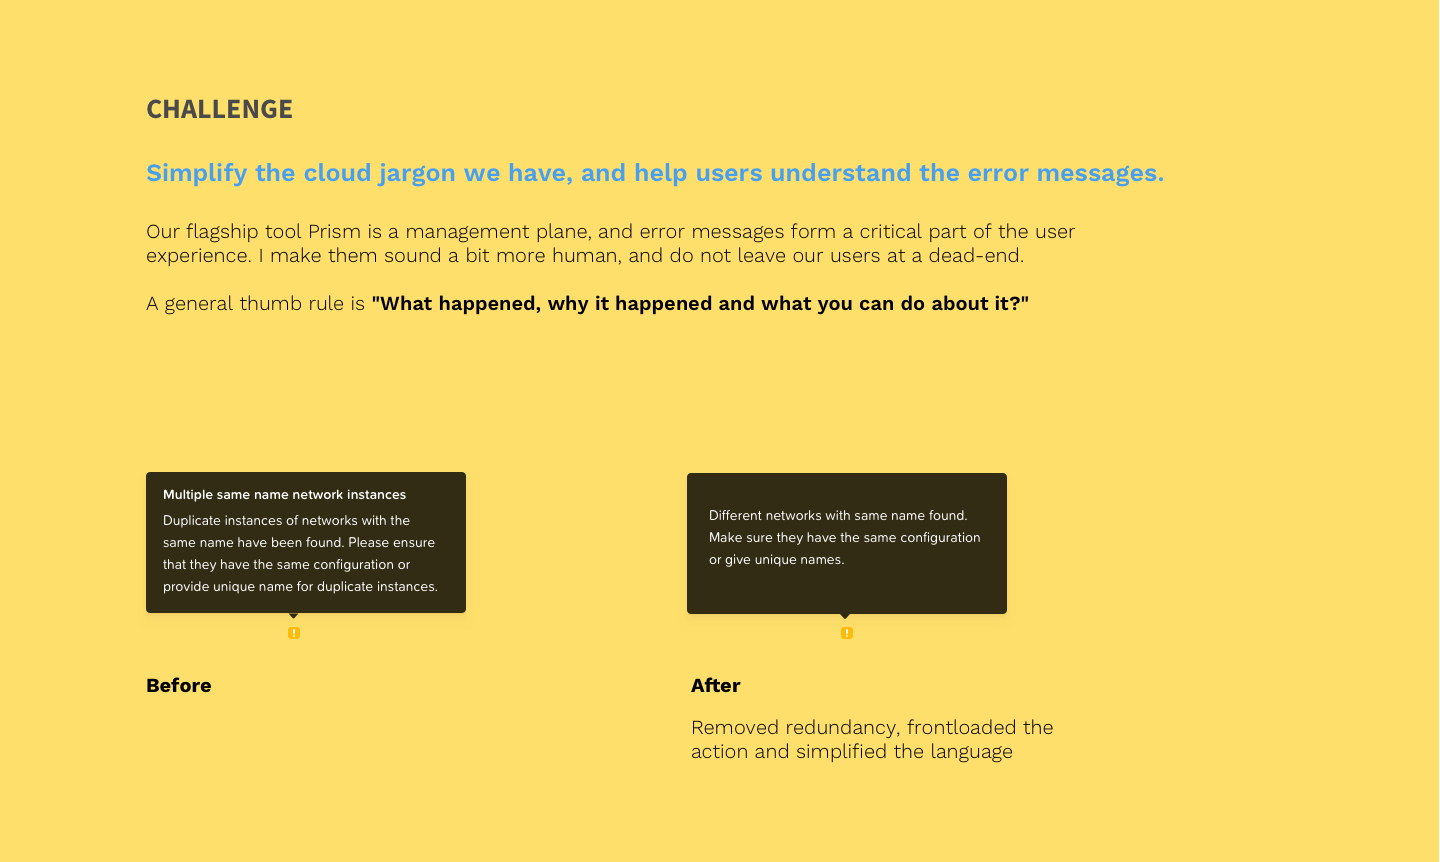 CHALLENGE
Simplify the cloud jargon we have, and help users understand the error messages.
Our flagship tool Prism is a management plane, and error messages form a critical part of the user
experience. I make them sound a bit more human, and do not leave our users at a dead-end.
A general thumb rule is "What happened, why it happened and what you can do about it?"
Multiple same name network instances
Duplicate instances of networks with the
same name have been found. Please ensure
that they have the same configuration or
provide unique name for duplicate instances.
Before
Different networks with same name found.
Make sure they have the same configuration
or give unique names.
After
Removed redundancy, frontloaded the
action and simplified the language